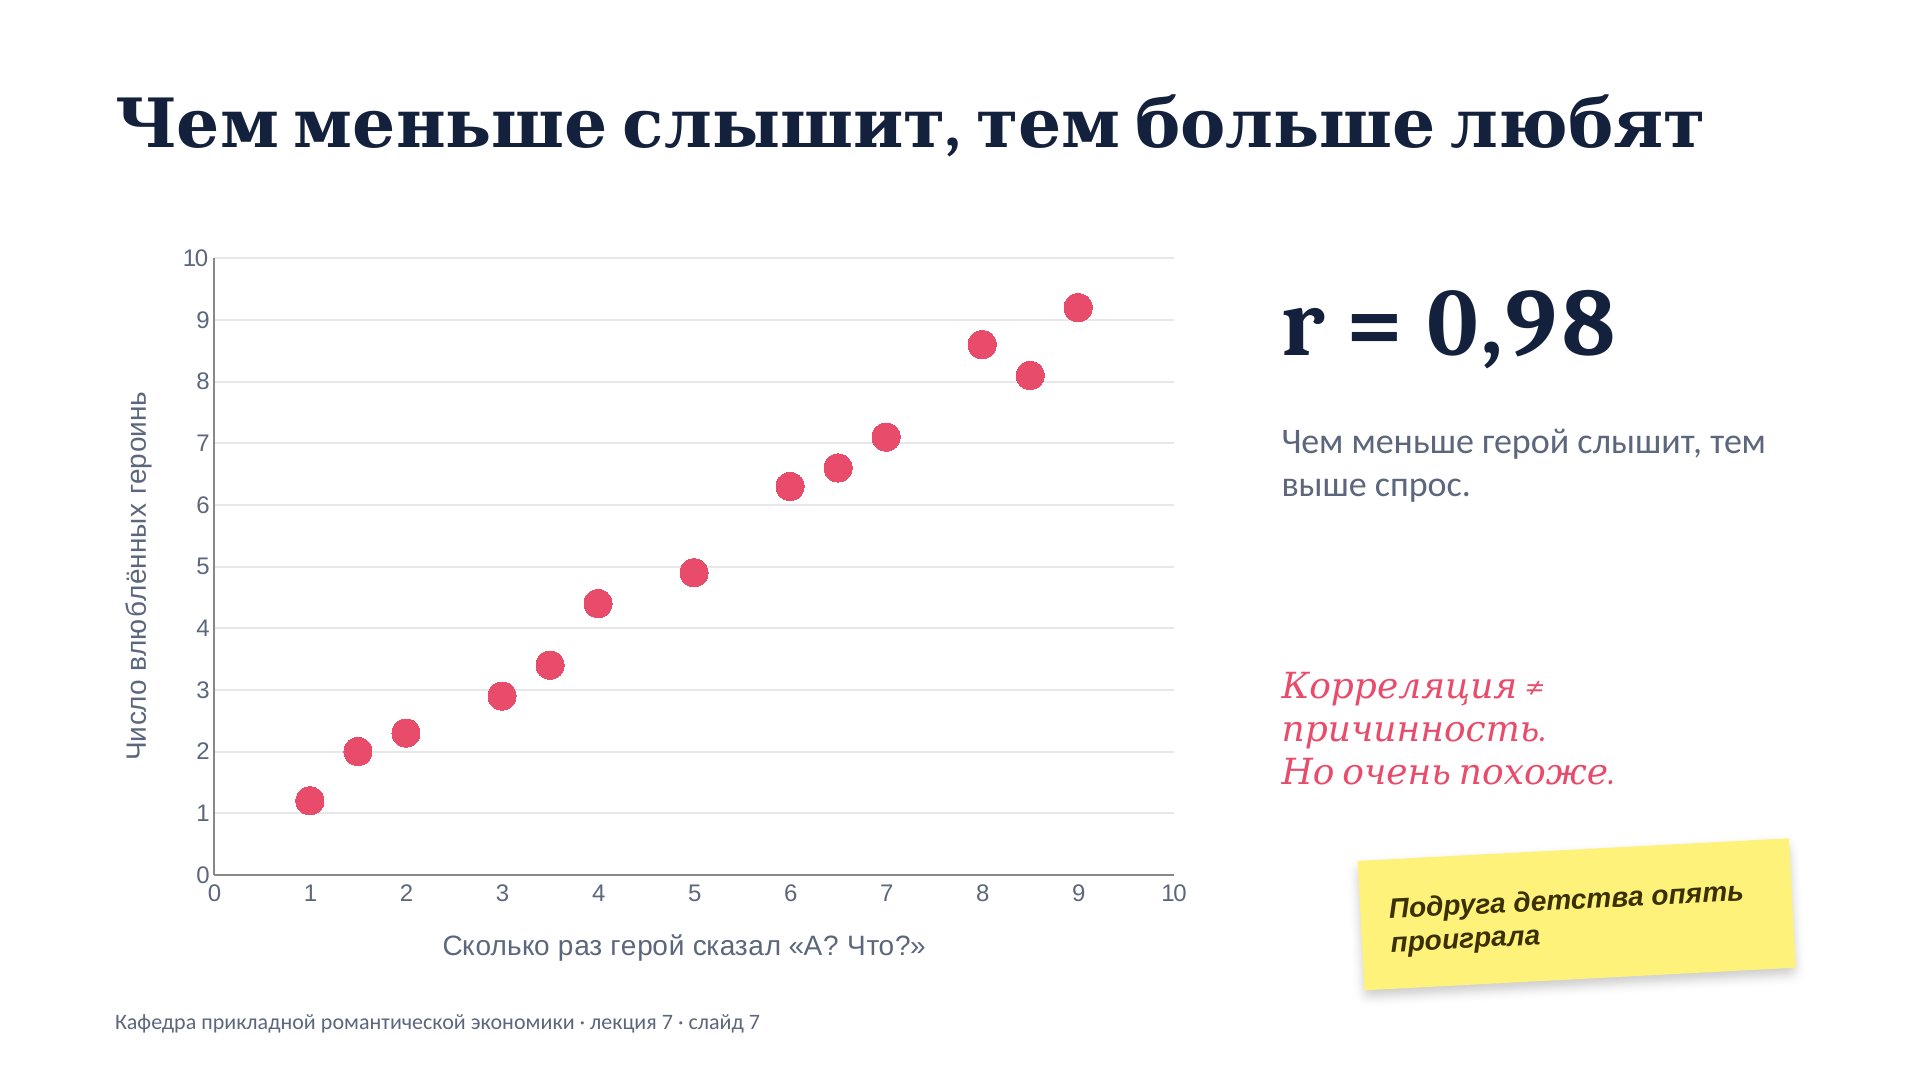 Чем меньше слышит, тем больше любят
10
9
8
7
6
5
4
3
2
1
0
0 1 2 3 4 5 6 7 8 9 10
Число влюблённых героинь
Сколько раз герой сказал «А? Что?»
r = 0,98
Чем меньше герой слышит, тем
выше спрос.
Корреляция ≠
причинность.
Но очень похоже.
Подруга детства опять
проиграла
Кафедра прикладной романтической экономики · лекция 7 · слайд 7